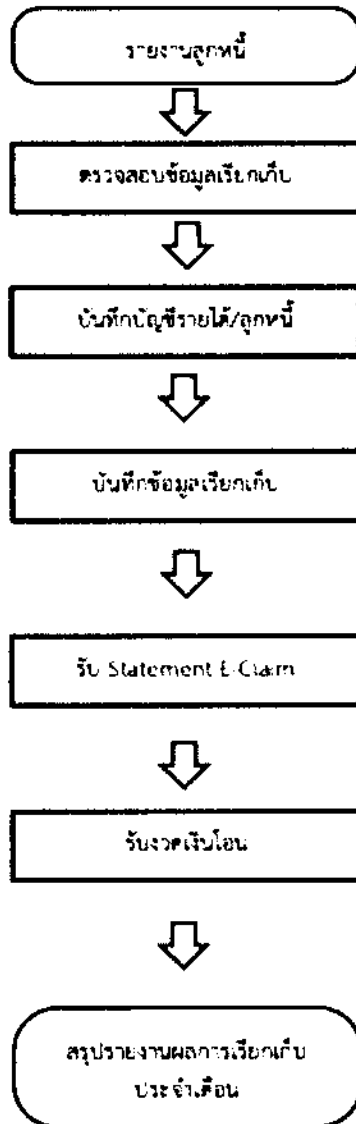 รายงานลูกหนี้
ตรวจสอบข้อมูลเรียกเก็บ
บันทึกบัญชีรายได้/ลูกหนี้
บันทึกข้อมูลเรียกเก็บ
รับ Statement E-Claim
รับงวดเงินโอน
สรุปรายงานผลการเรียกเก็บ
ประจำเดือน